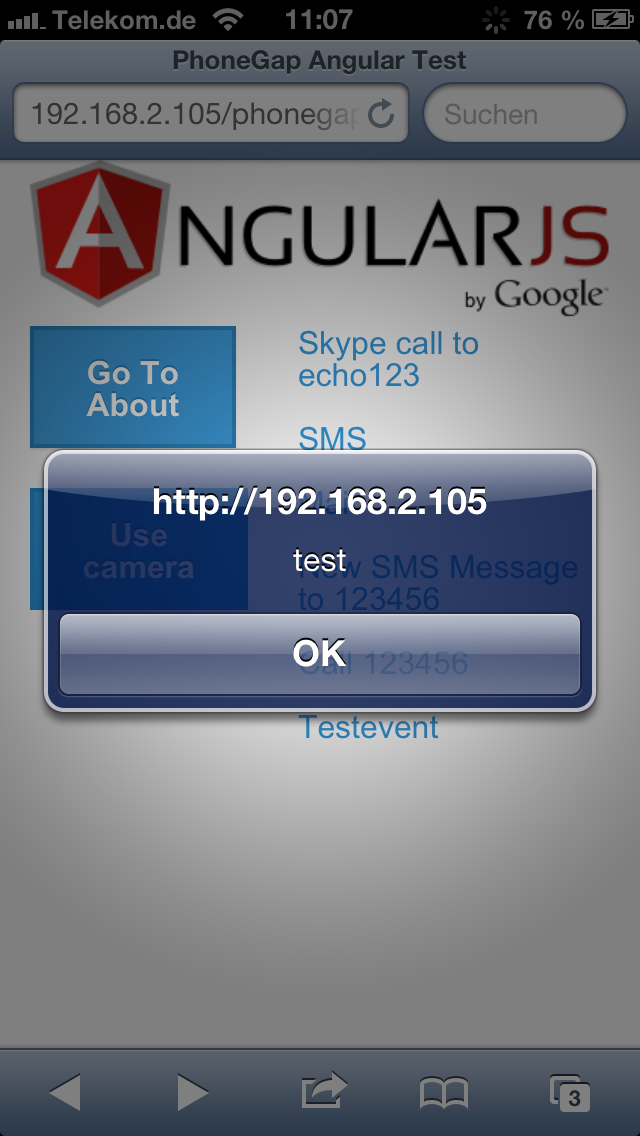 Telekom.de 11:07 76 %
PhoneGap Angular Test
192.168.2.105/phonegap Suchen
ANGULARJS
by Google™
Go To
About
Skype call to
echo123
SMS
http://192.168.2.105
test
Use
camera
New SMS Message
to 123456
OK
Call 123456
Testevent
3